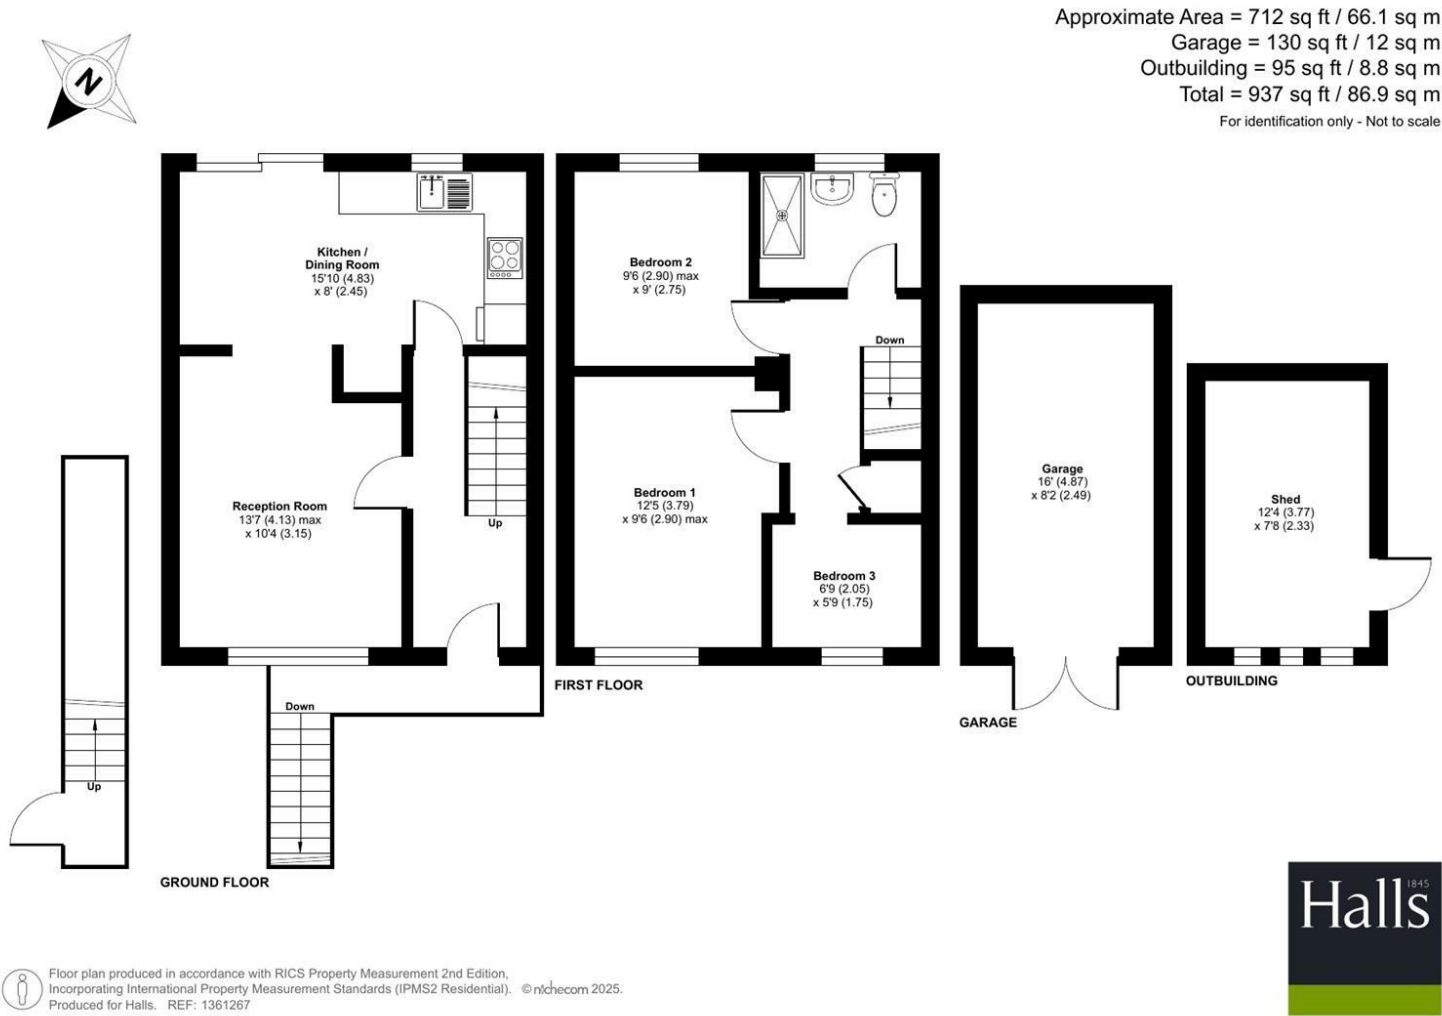 Approximate Area = 712 sq ft / 66.1 sq m
Garage = 130 sq ft / 12 sq m
Outbuilding = 95 sq ft / 8.8 sq m
Total = 937 sq ft / 86.9 sq m
For identification only - Not to scale
N
Kitchen /
Dining Room
15'10 (4.83)
x 8' (2.45)
Reception Room
13'7 (4.13) max
x 10'4 (3.15)
Up
Down
Up
GROUND FLOOR
Bedroom 2
9'6 (2.90) max
x 9' (2.75)
Down
Bedroom 1
12'5 (3.79)
x 9'6 (2.90) max
Bedroom 3
6'9 (2.05)
x 5'9 (1.75)
FIRST FLOOR
Garage
16' (4.87)
x 8'2 (2.49)
GARAGE
Shed
12'4 (3.77)
x 7'8 (2.33)
OUTBUILDING
Halls
1845
Floor plan produced in accordance with RICS Property Measurement 2nd Edition,
Incorporating International Property Measurement Standards (IPMS2 Residential). © nichecom 2025.
Produced for Halls. REF: 1361267